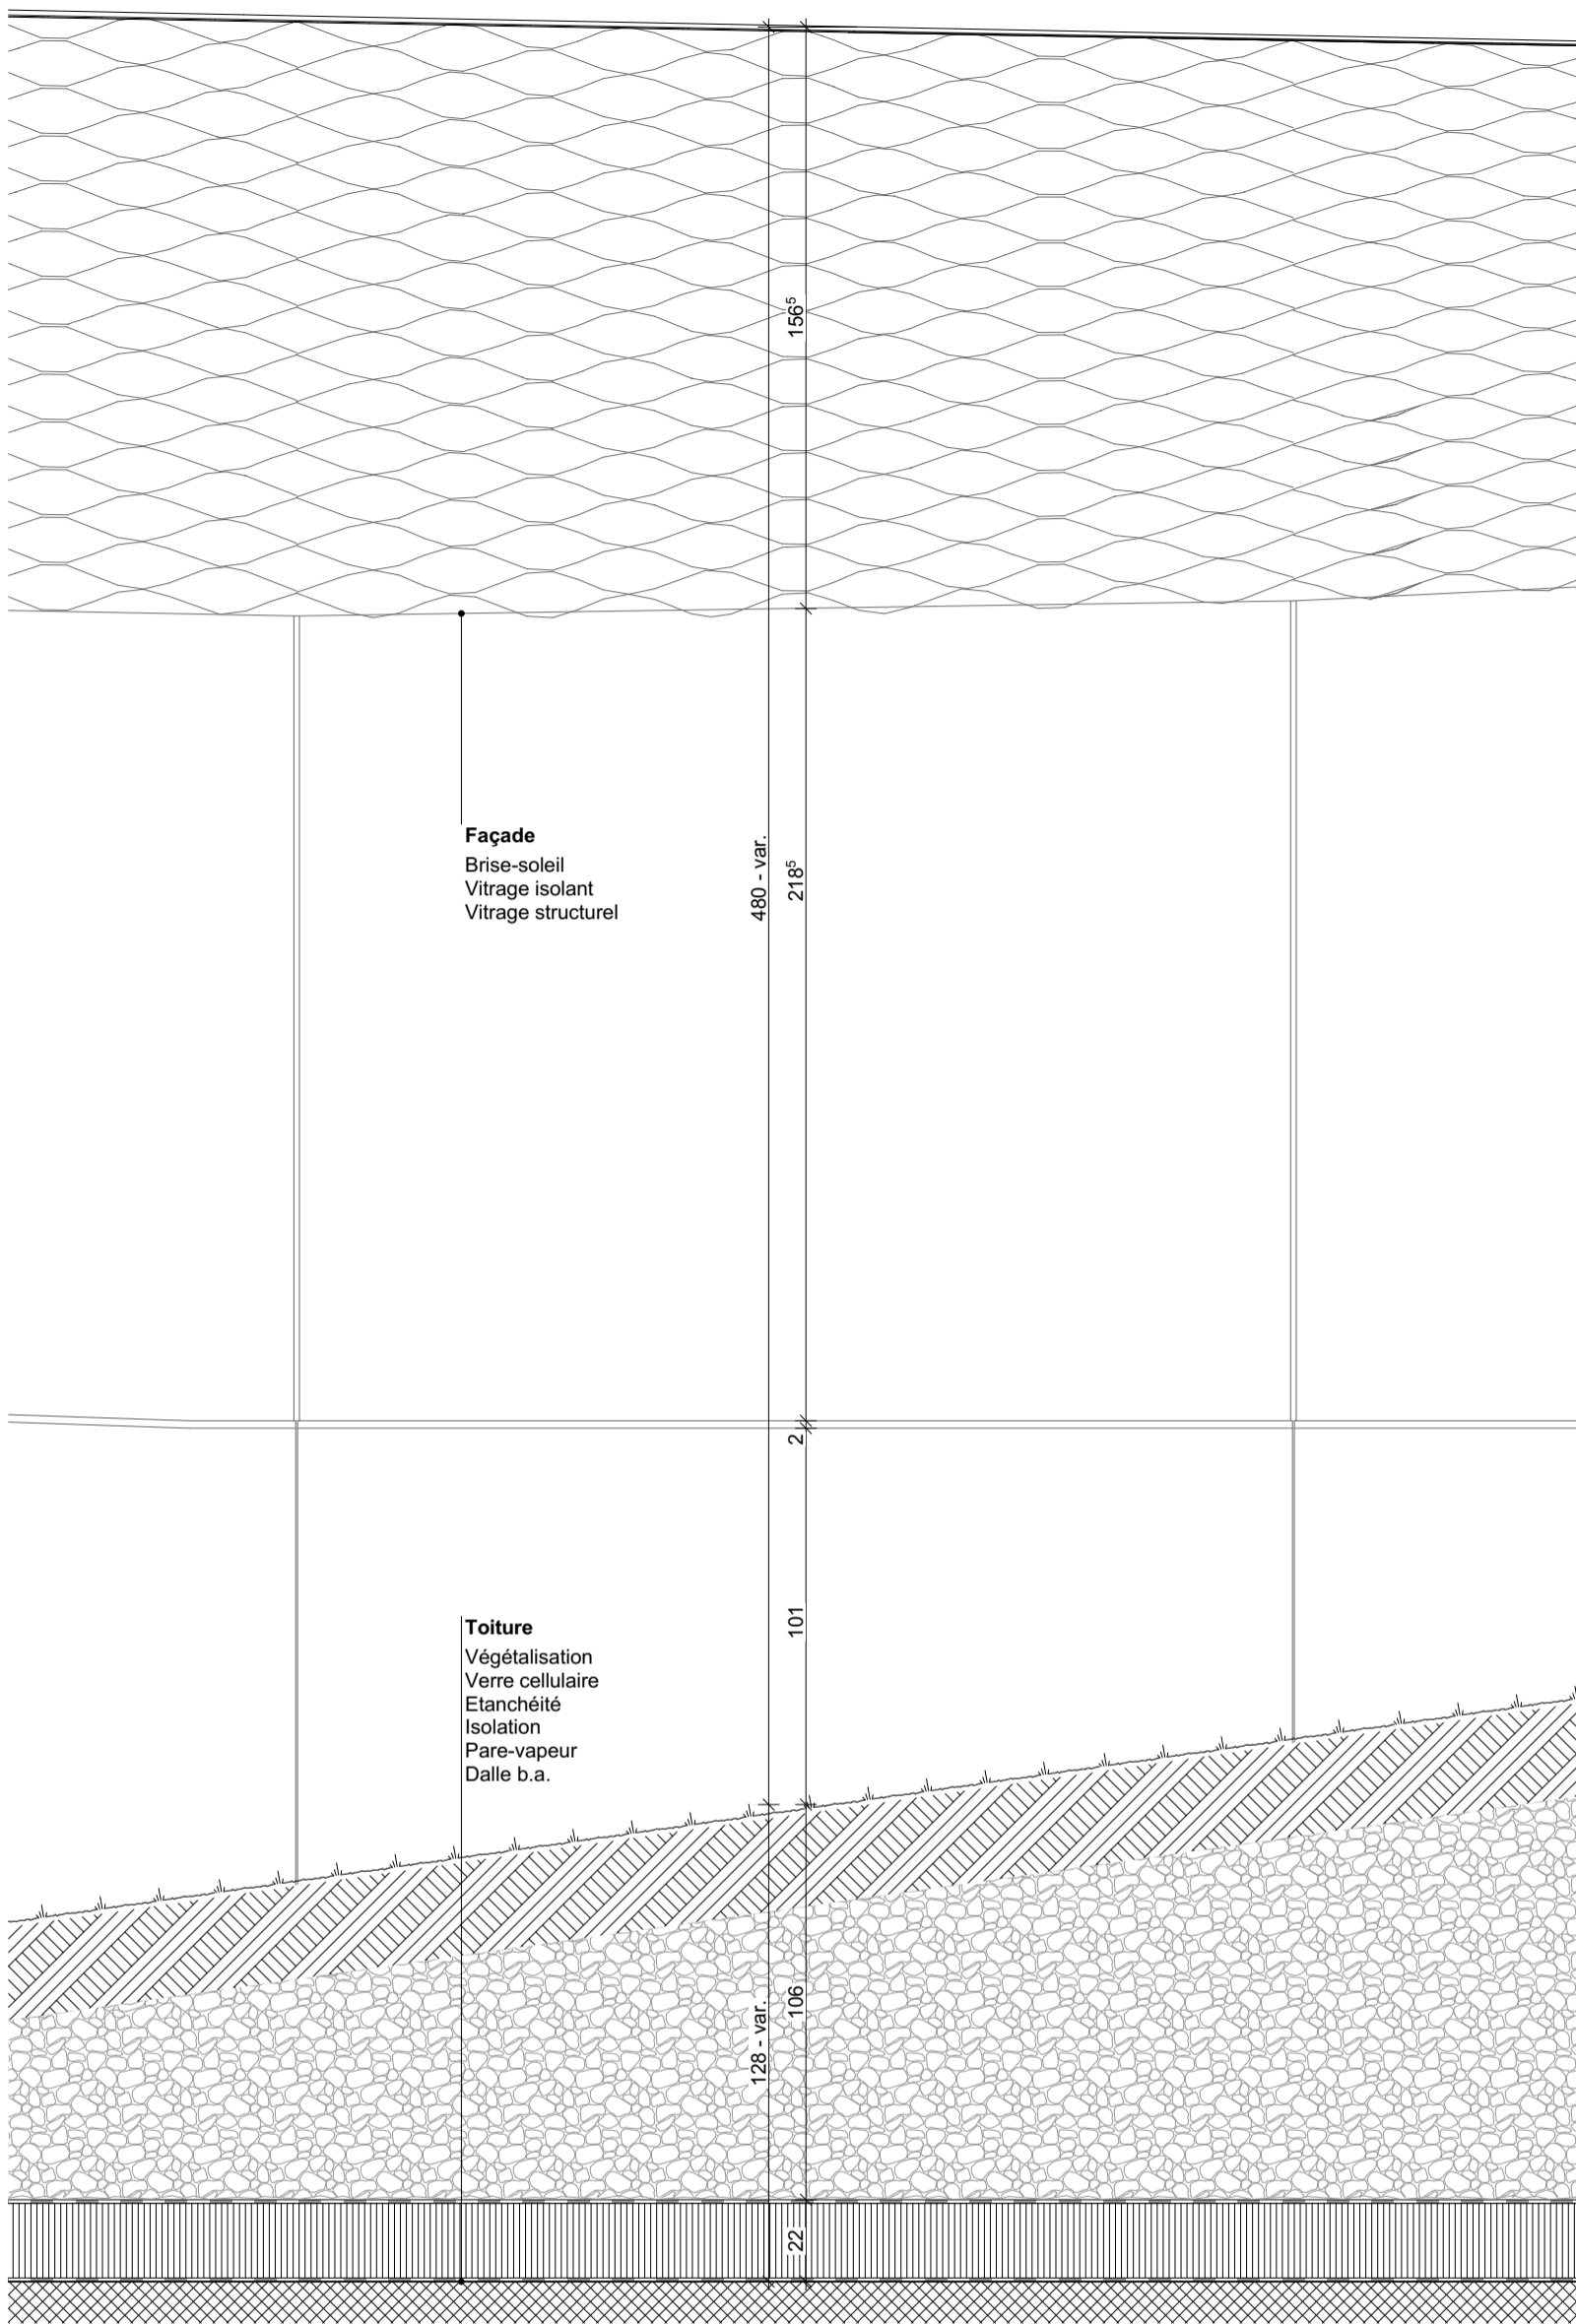 156⁵
Façade
Brise-soleil
Vitrage isolant
Vitrage structurel
480 - var.
218⁵
2
101
Toiture
Végétalisation
Verre cellulaire
Etanchéité
Isolation
Pare-vapeur
Dalle b.a.
128 - var.
106
22